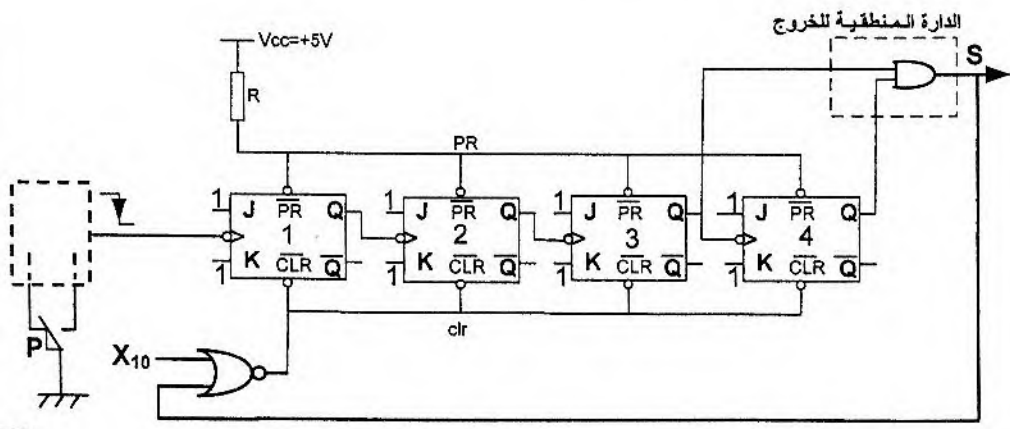 الدارة المنطقية للخروج
S
Vcc=+5V
R
PR
1 J PR Q
1
1 K CLR Q
1 J PR Q
2
1 K CLR Q
1 J PR Q
3
1 K CLR Q
1 J PR Q
4
1 K CLR Q
clr
P
X10